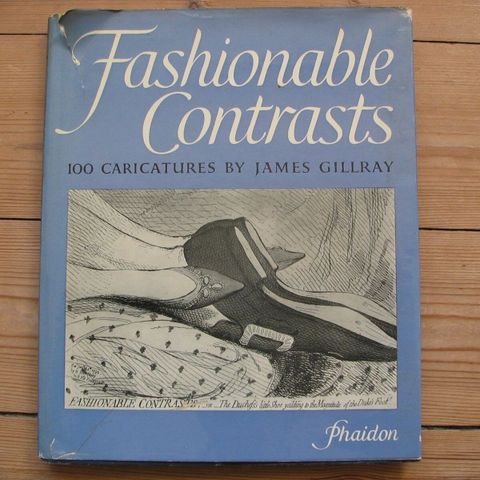 Fashionable
Contrasts
100 CARICATURES BY JAMES GILLRAY
FASHIONABLE CONTRASTS; The Duchess's little Shoe yeilding to the Magnitude of the Duke's Foot.
Phaidon